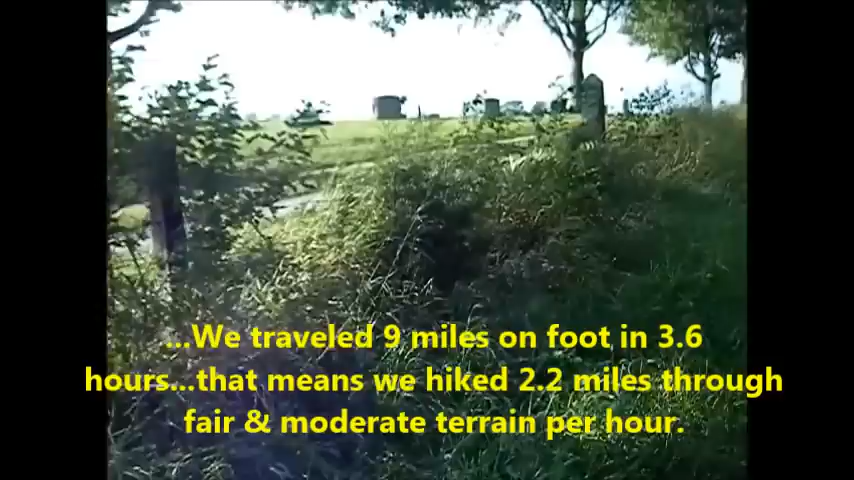 ...We traveled 9 miles on foot in 3.6
hours...that means we hiked 2.2 miles through
fair & moderate terrain per hour.